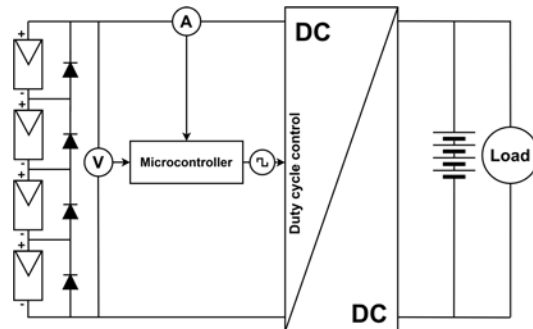 A
DC
+
-
+
-
+
-
+
-
V
Microcontroller
Duty cycle control
Load
DC